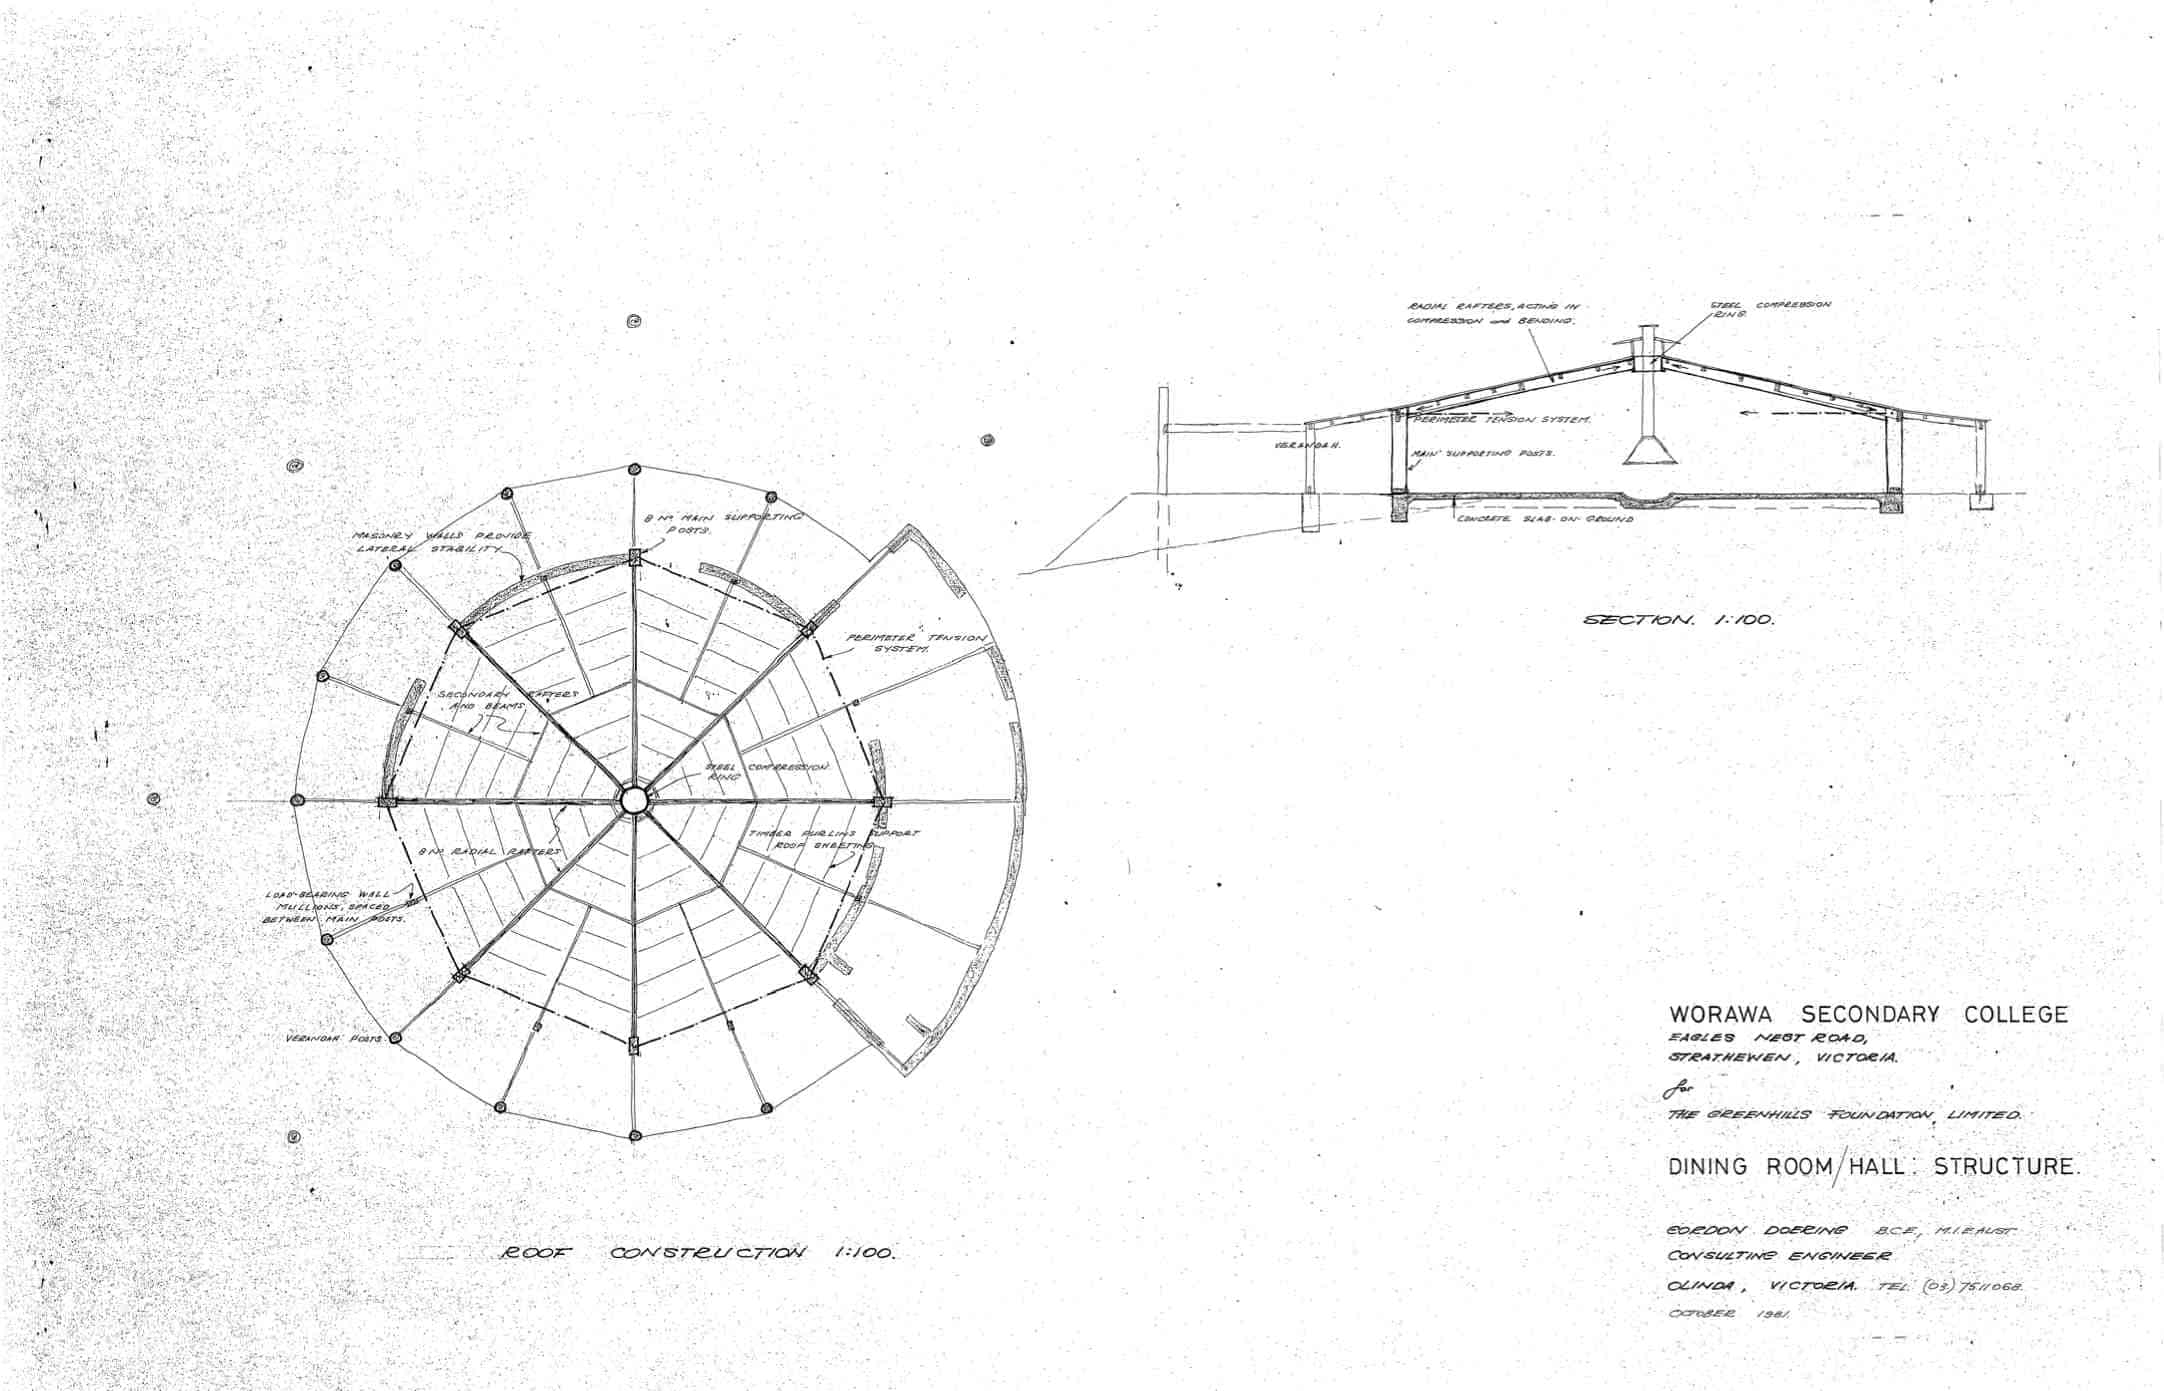 RADIAL RAFTERS, ACTING IN
COMPRESSION and BENDING.
STEEL COMPRESSION
RING.
PERIMETER TENSION SYSTEM.
VERANDAH.
MAIN SUPPORTING POSTS.
CONCRETE SLAB-ON-GROUND
SECTION. 1:100.
8 No MAIN SUPPORTING
POSTS.
MASONRY WALLS PROVIDE
LATERAL STABILITY
PERIMETER TENSION
SYSTEM.
SECONDARY RAFTERS
AND BEAMS
STEEL COMPRESSION
RING
TIMBER PURLINS SUPPORT
ROOF SHEETING
8 No RADIAL RAFTERS
LOAD-BEARING WALL
MULLIONS, SPACED
BETWEEN MAIN POSTS.
VERANDAH POSTS
ROOF CONSTRUCTION 1:100.
WORAWA SECONDARY COLLEGE
EAGLES NEST ROAD,
STRATHEWEN, VICTORIA.
for
THE GREENHILLS FOUNDATION LIMITED.
DINING ROOM/HALL: STRUCTURE.
GORDON DOERING B.C.E., M.I.E.AUST
CONSULTING ENGINEER
OLINDA, VICTORIA. TEL (03) 7511068.
OCTOBER 1981.